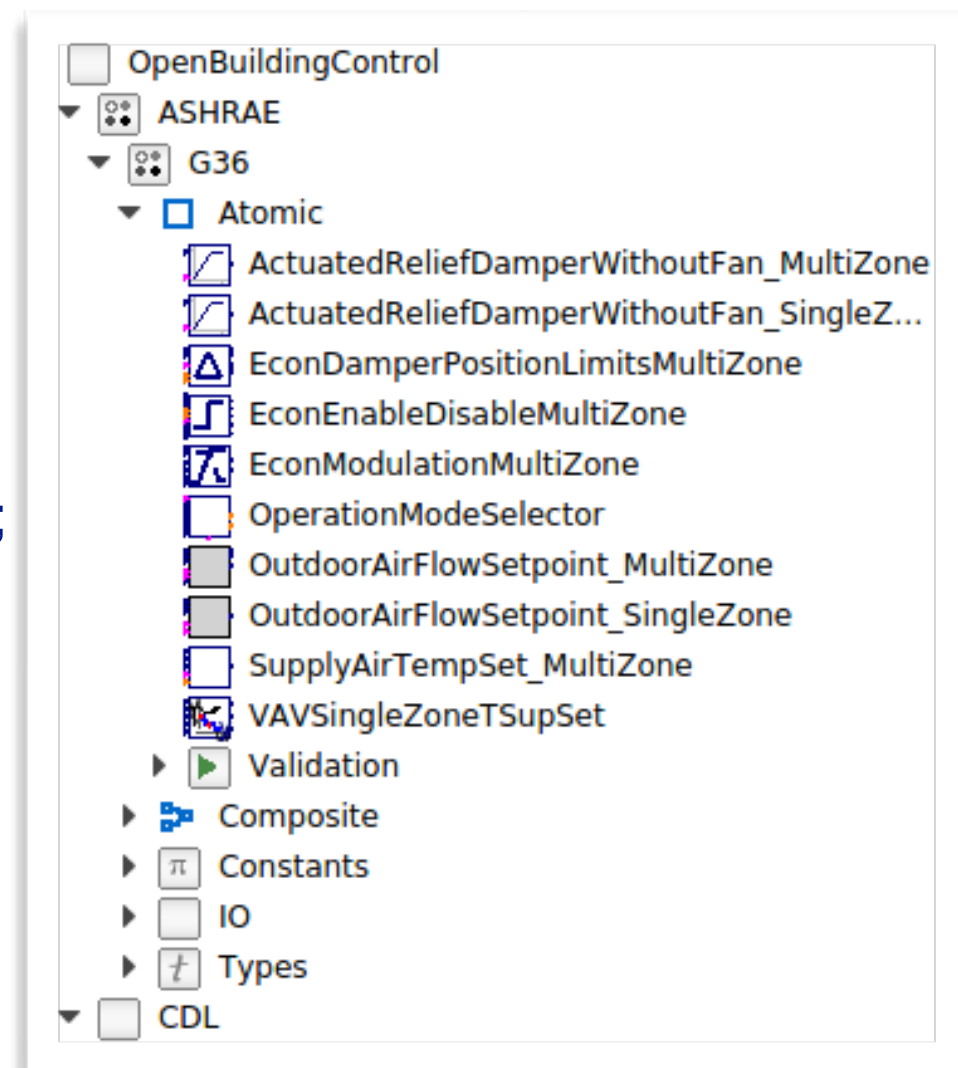 OpenBuildingControl
ASHRAE
G36
Atomic
ActuatedReliefDamperWithoutFan_MultiZone
ActuatedReliefDamperWithoutFan_SingleZ...
EconDamperPositionLimitsMultiZone
EconEnableDisableMultiZone
EconModulationMultiZone
;
OperationModeSelector
OutdoorAirFlowSetpoint_MultiZone
OutdoorAirFlowSetpoint_SingleZone
SupplyAirTempSet_MultiZone
VAVSingleZoneTSupSet
Validation
Composite
π Constants
IO
t Types
CDL